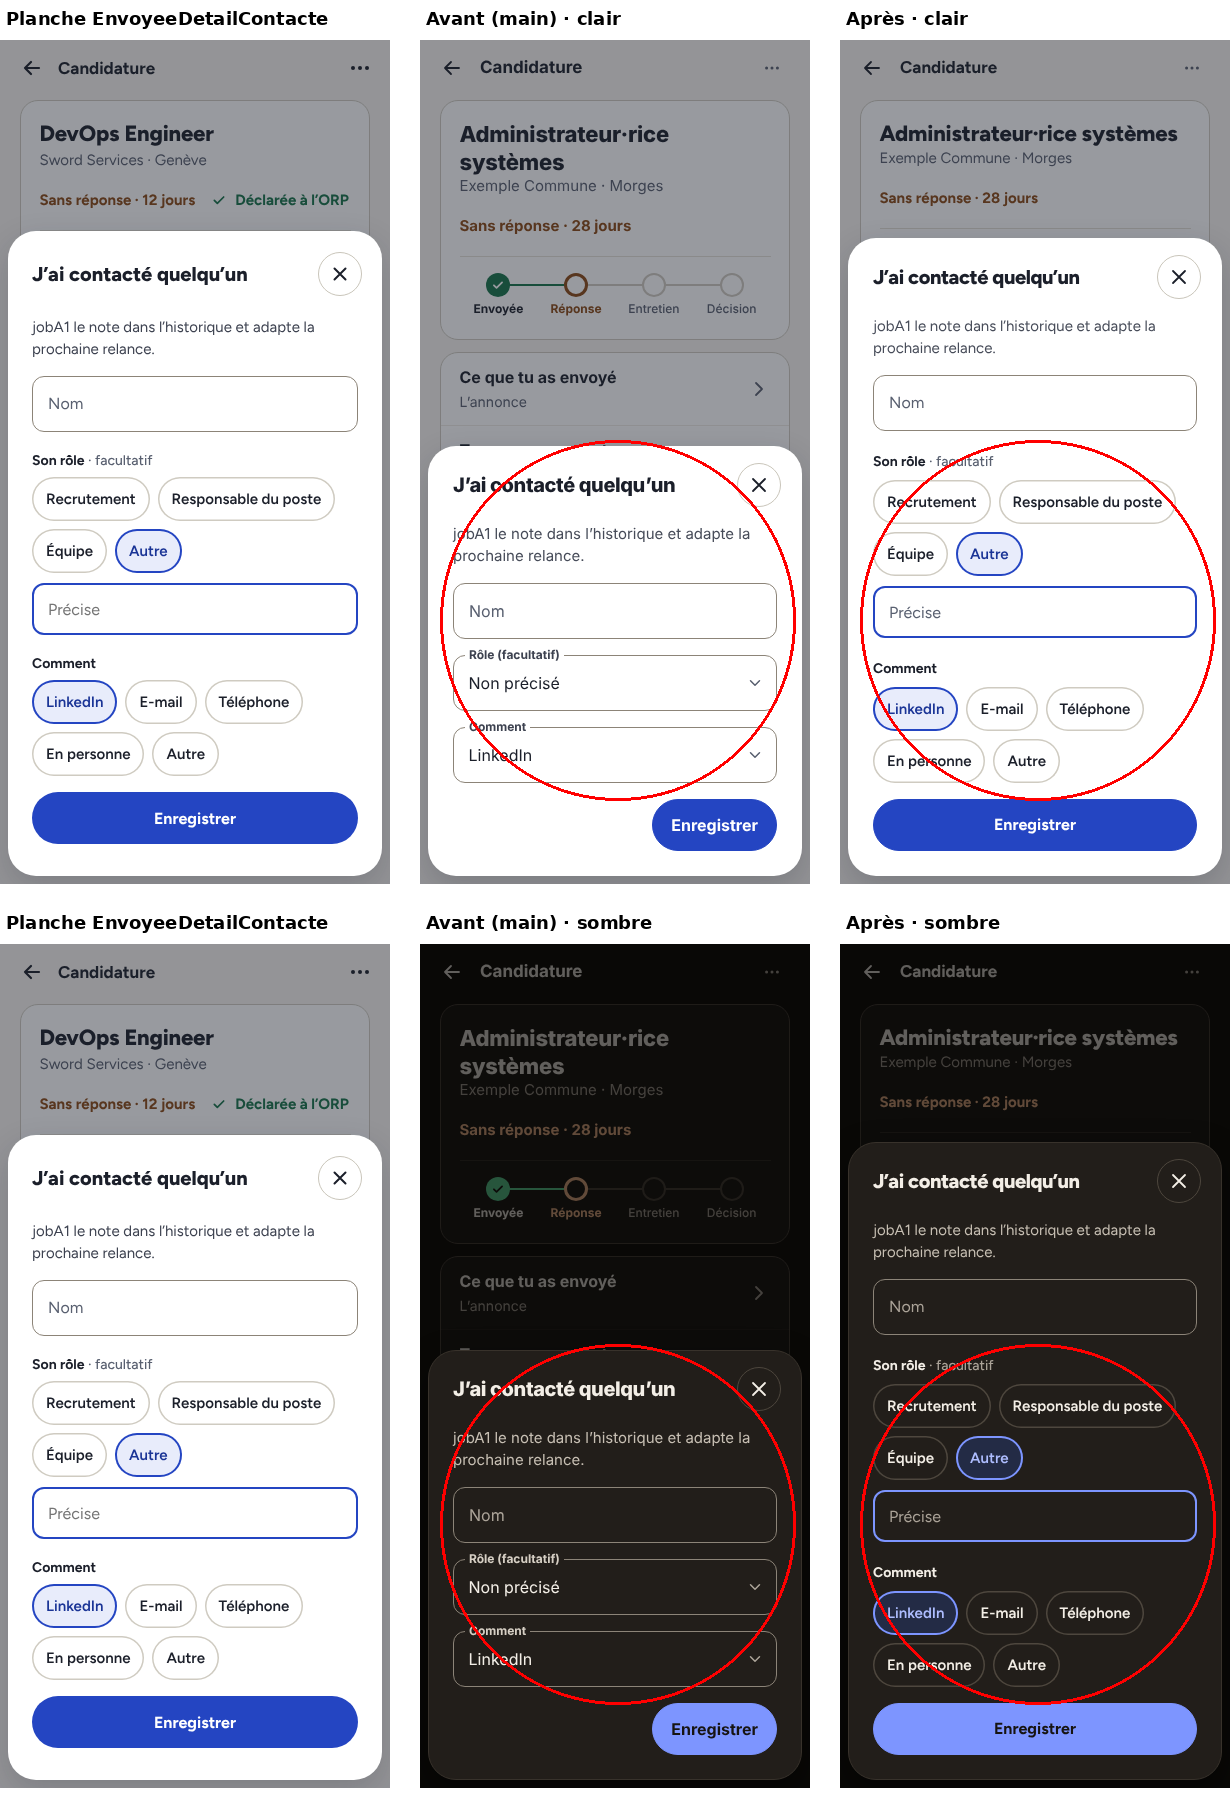 Planche EnvoyeeDetailContacte
Candidature
DevOps Engineer
Sword Services · Genève
Sans réponse · 12 jours
Déclarée à l’ORP
J’ai contacté quelqu’un
jobA1 le note dans l’historique et adapte la
prochaine relance.
Nom
Son rôle · facultatif
Recrutement
Responsable du poste
Équipe
Autre
Précise
Comment
LinkedIn
E-mail
Téléphone
En personne
Autre
Enregistrer
Avant (main) · clair
Candidature
Administrateur·rice
systèmes
Exemple Commune · Morges
Sans réponse · 28 jours
Envoyée
Réponse
Entretien
Décision
Ce que tu as envoyé
L’annonce
J’ai contacté quelqu’un
jobA1 le note dans l’historique et adapte la
prochaine relance.
Nom
Rôle (facultatif)
Non précisé
Comment
LinkedIn
Enregistrer
Après · clair
Candidature
Administrateur·rice systèmes
Exemple Commune · Morges
Sans réponse · 28 jours
J’ai contacté quelqu’un
jobA1 le note dans l’historique et adapte la
prochaine relance.
Nom
Son rôle · facultatif
Recrutement
Responsable du poste
Équipe
Autre
Précise
Comment
LinkedIn
E-mail
Téléphone
En personne
Autre
Enregistrer
Planche EnvoyeeDetailContacte
Candidature
DevOps Engineer
Sword Services · Genève
Sans réponse · 12 jours
Déclarée à l’ORP
J’ai contacté quelqu’un
jobA1 le note dans l’historique et adapte la
prochaine relance.
Nom
Son rôle · facultatif
Recrutement
Responsable du poste
Équipe
Autre
Précise
Comment
LinkedIn
E-mail
Téléphone
En personne
Autre
Enregistrer
Avant (main) · sombre
Candidature
Administrateur·rice
systèmes
Exemple Commune · Morges
Sans réponse · 28 jours
Envoyée
Réponse
Entretien
Décision
Ce que tu as envoyé
L’annonce
J’ai contacté quelqu’un
jobA1 le note dans l’historique et adapte la
prochaine relance.
Nom
Rôle (facultatif)
Non précisé
Comment
LinkedIn
Enregistrer
Après · sombre
Candidature
Administrateur·rice systèmes
Exemple Commune · Morges
Sans réponse · 28 jours
J’ai contacté quelqu’un
jobA1 le note dans l’historique et adapte la
prochaine relance.
Nom
Son rôle · facultatif
Recrutement
Responsable du poste
Équipe
Autre
Précise
Comment
LinkedIn
E-mail
Téléphone
En personne
Autre
Enregistrer